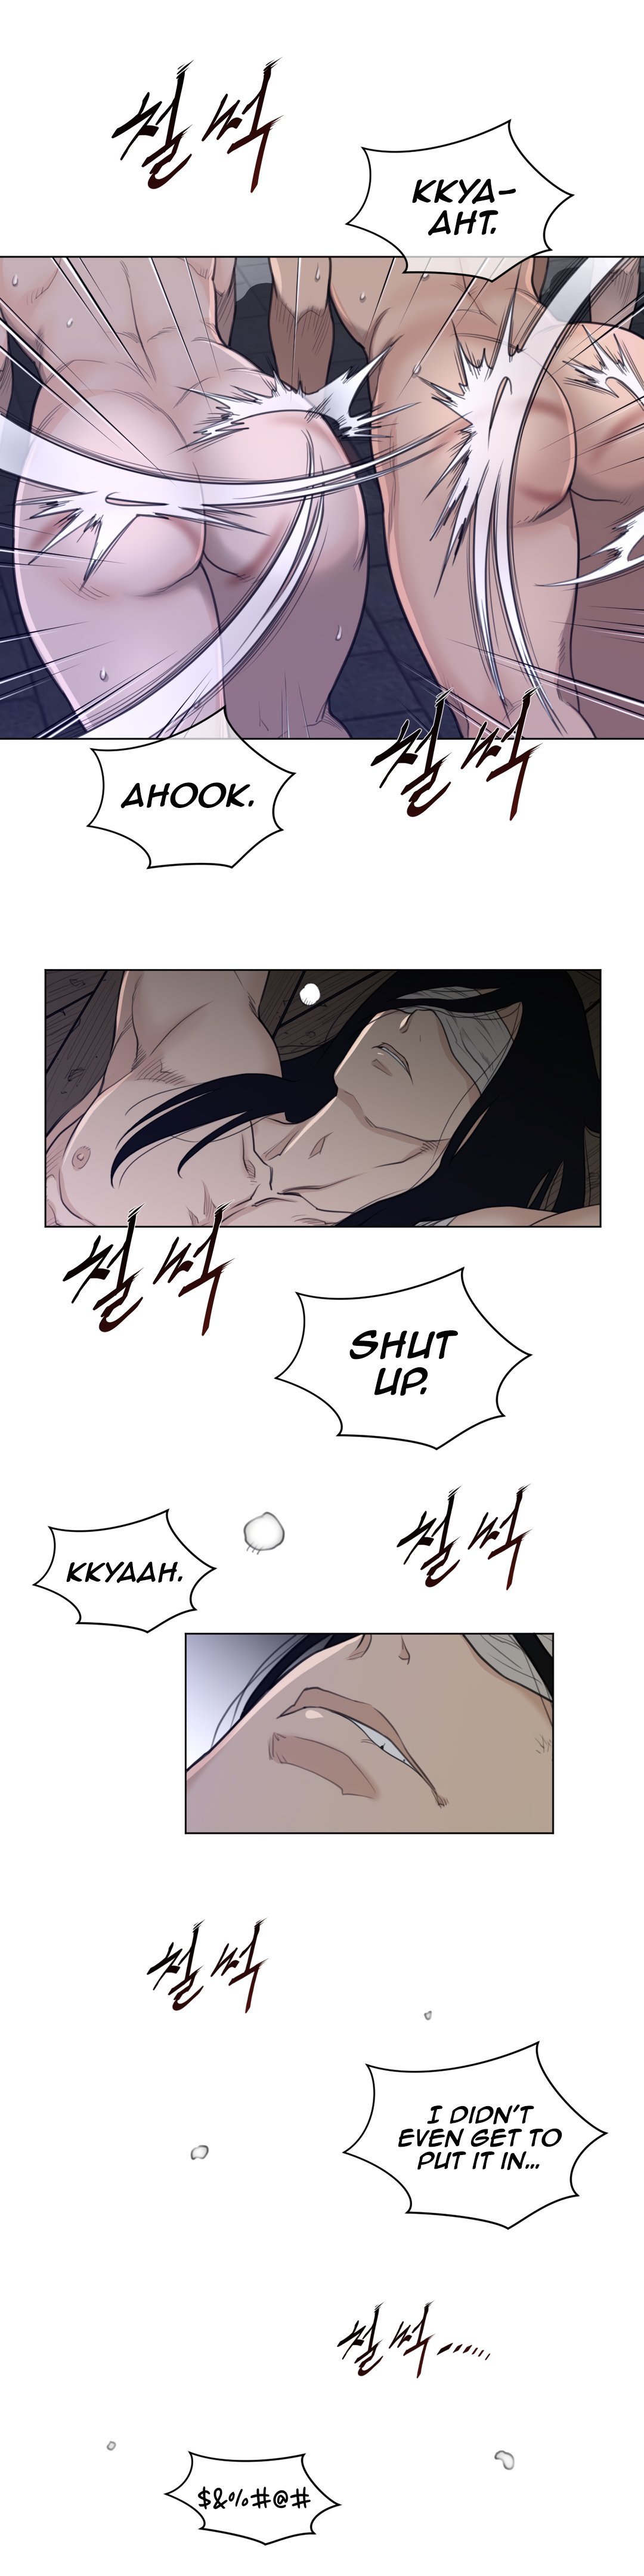 철썩
KKYA-
AHT.
AHOOK.
철썩
철썩
SHUT
UP.
철썩
KKYAAH.
철썩
I DIDN'T
EVEN GET TO
PUT IT IN...
철썩......
$&%#@#